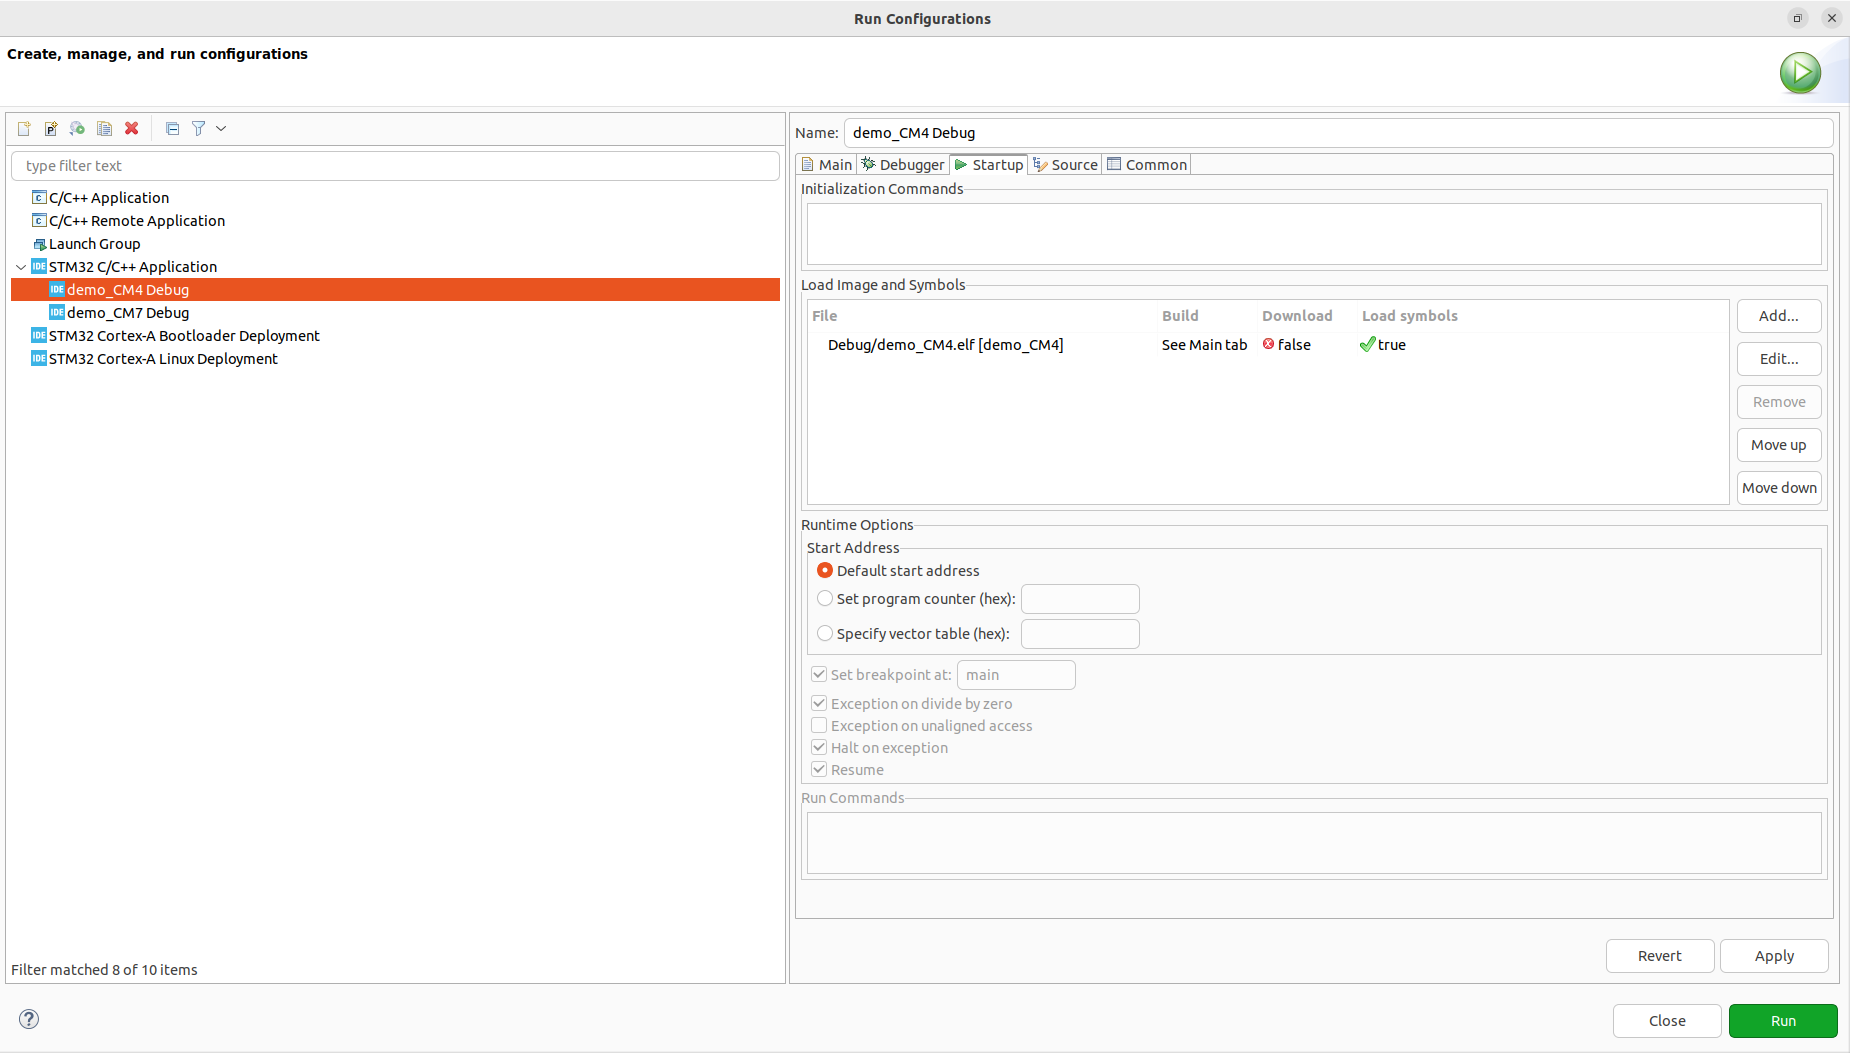 Run Configurations
Create, manage, and run configurations
P
type filter text
C/C++ Application
C/C++ Remote Application
Launch Group
IDE STM32 C/C++ Application
IDE demo_CM4 Debug
IDE demo_CM7 Debug
IDE STM32 Cortex-A Bootloader Deployment
IDE STM32 Cortex-A Linux Deployment
Filter matched 8 of 10 items
Name: demo_CM4 Debug
Main Debugger Startup Source Common
Initialization Commands
Load Image and Symbols
File Build Download Load symbols
Debug/demo_CM4.elf [demo_CM4] See Main tab false true
Add...
Edit...
Remove
Move up
Move down
Runtime Options
Start Address
Default start address
Set program counter (hex):
Specify vector table (hex):
Set breakpoint at: main
Exception on divide by zero
Exception on unaligned access
Halt on exception
Resume
Run Commands
Revert Apply
? Close Run